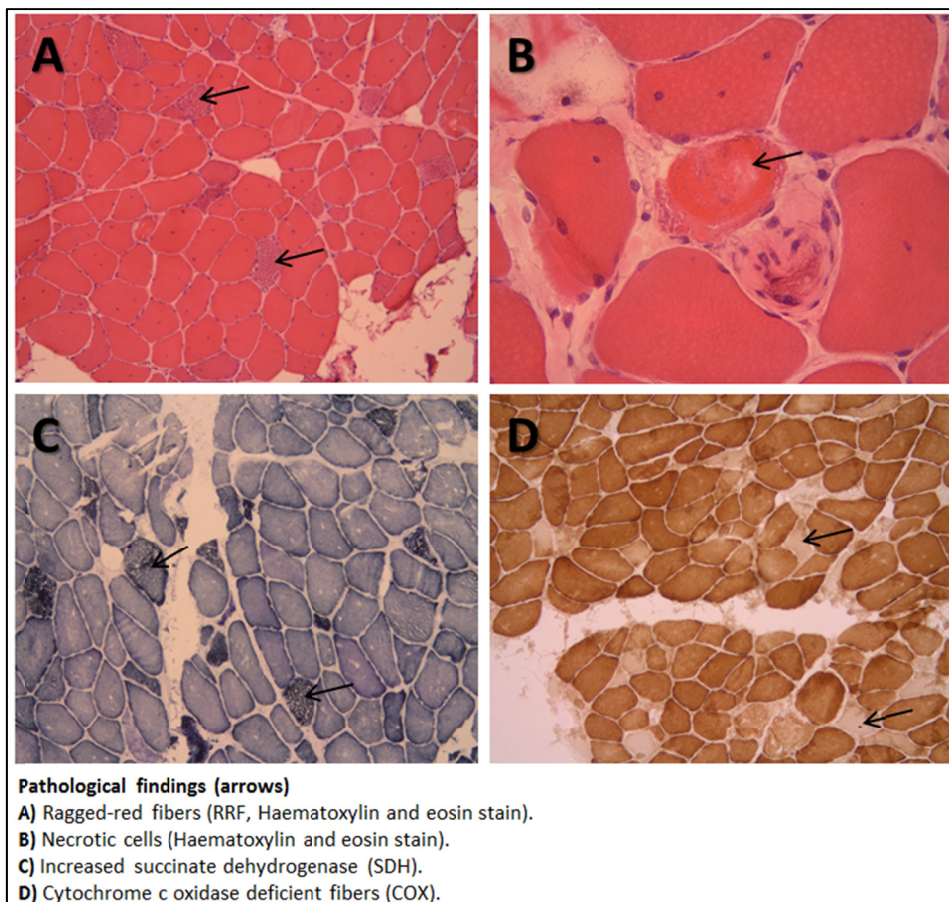 A
B
C
D
Pathological findings (arrows)
A) Ragged-red fibers (RRF, Haematoxylin and eosin stain).
B) Necrotic cells (Haematoxylin and eosin stain).
C) Increased succinate dehydrogenase (SDH).
D) Cytochrome c oxidase deficient fibers (COX).